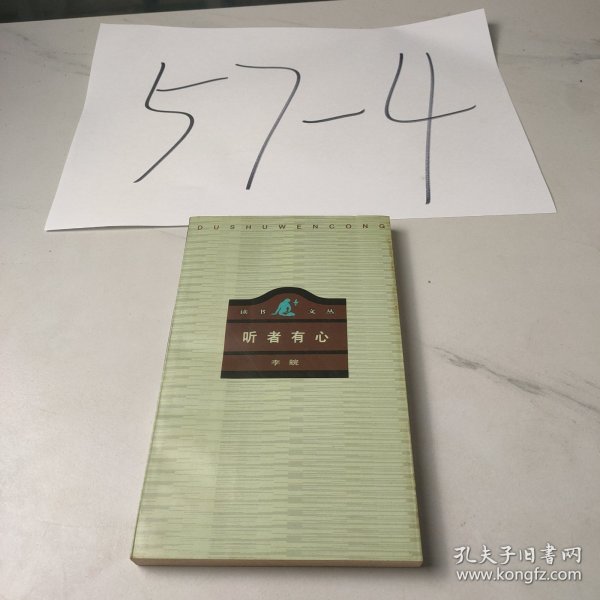 57-4
DUSHUWENCONG
读书文丛
听者有心
李皖
孔夫子旧书网
www.kongfz.com